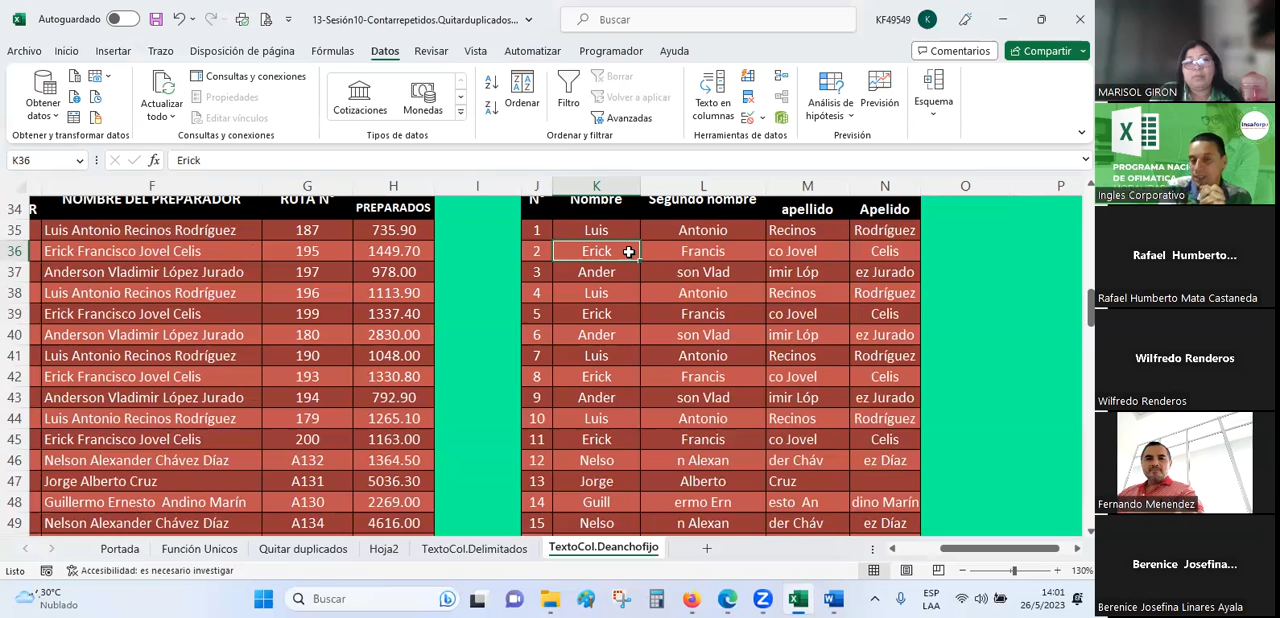 Autoguardado
13-Sesión10-Contarrepetidos.Quitarduplicados...
Buscar
KF49549
K
Archivo Inicio Insertar Trazo Disposición de página Fórmulas Datos Revisar Vista Automatizar Programador Ayuda
Comentarios
Compartir
Obtener datos
Obtener y transformar datos
Actualizar todo
Consultas y conexiones
Propiedades
Editar vínculos
Consultas y conexiones
Cotizaciones
Monedas
Tipos de datos
Ordenar
Filtro
Borrar
Volver a aplicar
Avanzadas
Ordenar y filtrar
Texto en columnas
Herramientas de datos
Análisis de hipótesis
Previsión
Previsión
Esquema
K36
fx
Erick
F G H I J K L M N O P
34 R NOMBRE DEL PREPARADOR RUTA N° PREPARADOS N° Nombre Segundo nombre apellido Apelido
35 Luis Antonio Recinos Rodríguez 187 735.90 1 Luis Antonio Recinos Rodríguez
36 Erick Francisco Jovel Celis 195 1449.70 2 Erick Francis co Jovel Celis
37 Anderson Vladimir López Jurado 197 978.00 3 Ander son Vlad imir Lóp ez Jurado
38 Luis Antonio Recinos Rodríguez 196 1113.90 4 Luis Antonio Recinos Rodríguez
39 Erick Francisco Jovel Celis 199 1337.40 5 Erick Francis co Jovel Celis
40 Anderson Vladimir López Jurado 180 2830.00 6 Ander son Vlad imir Lóp ez Jurado
41 Luis Antonio Recinos Rodríguez 190 1048.00 7 Luis Antonio Recinos Rodríguez
42 Erick Francisco Jovel Celis 193 1330.80 8 Erick Francis co Jovel Celis
43 Anderson Vladimir López Jurado 194 792.90 9 Ander son Vlad imir Lóp ez Jurado
44 Luis Antonio Recinos Rodríguez 179 1265.10 10 Luis Antonio Recinos Rodríguez
45 Erick Francisco Jovel Celis 200 1163.00 11 Erick Francis co Jovel Celis
46 Nelson Alexander Chávez Díaz A132 1364.50 12 Nelso n Alexan der Cháv ez Díaz
47 Jorge Alberto Cruz A131 5036.30 13 Jorge Alberto Cruz
48 Guillermo Ernesto  Andino Marín A130 2269.00 14 Guill ermo Ern esto  An dino Marín
49 Nelson Alexander Chávez Díaz A134 4616.00 15 Nelso n Alexan der Cháv ez Díaz
Portada Función Unicos Quitar duplicados Hoja2 TextoCol.Delimitados TextoCol.Deanchofijo
Listo
Accesibilidad: es necesario investigar
130%
30°C
Nublado
Buscar
ESP
LAA
14:01
26/5/2023
MARISOL GIRON
PROGRAMA NACI
DE OFIMÁTICA
Insaforp
Ingles Corporativo
Rafael Humberto...
Rafael Humberto Mata Castaneda
Wilfredo Renderos
Wilfredo Renderos
Fernando Menendez
Berenice Josefina...
Berenice Josefina Linares Ayala